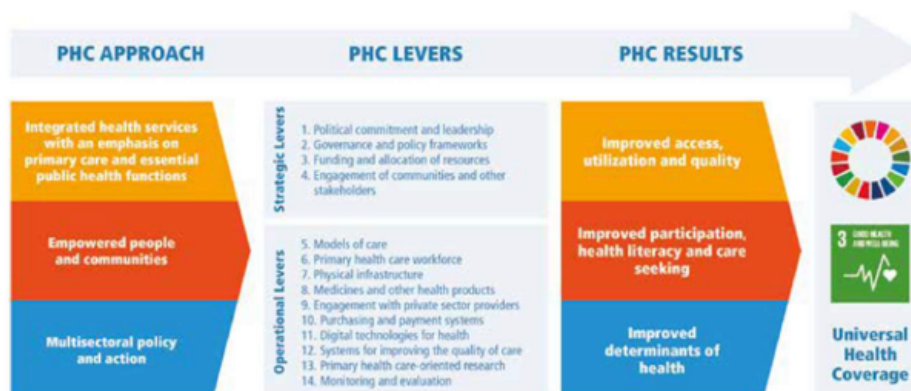 PHC APPROACH
PHC LEVERS
PHC RESULTS
Integrated health services
with an emphasis on
primary care and essential
public health functions
Empowered people
and communities
Multisectoral policy
and action
Strategic Levers
1. Political commitment and leadership
2. Governance and policy frameworks
3. Funding and allocation of resources
4. Engagement of communities and other
stakeholders
Operational Levers
5. Models of care
6. Primary health care workforce
7. Physical infrastructure
8. Medicines and other health products
9. Engagement with private sector providers
10. Purchasing and payment systems
11. Digital technologies for health
12. Systems for improving the quality of care
13. Primary health care-oriented research
14. Monitoring and evaluation
Improved access,
utilization and quality
Improved participation,
health literacy and care
seeking
Improved
determinants of
health
3 GOOD HEALTH
AND WELL-BEING
Universal
Health
Coverage